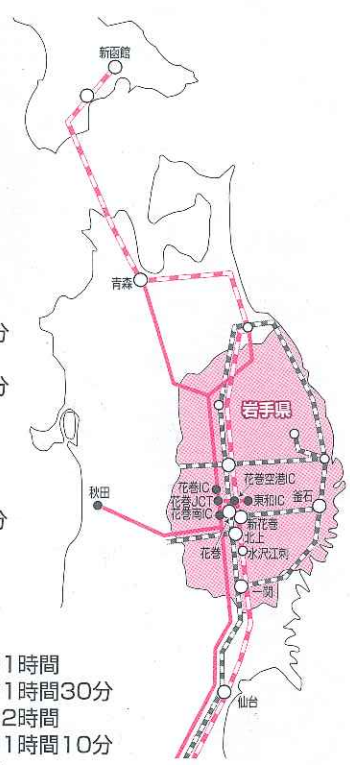 新函館
青森
分
分
岩手県
花巻空港IC
花巻IC
花巻JCT
東和IC
釜石
秋田
花巻南IC
新花巻
北上
花巻
水沢江刺
分
一関
1時間
1時間30分
2時間
1時間10分
仙台